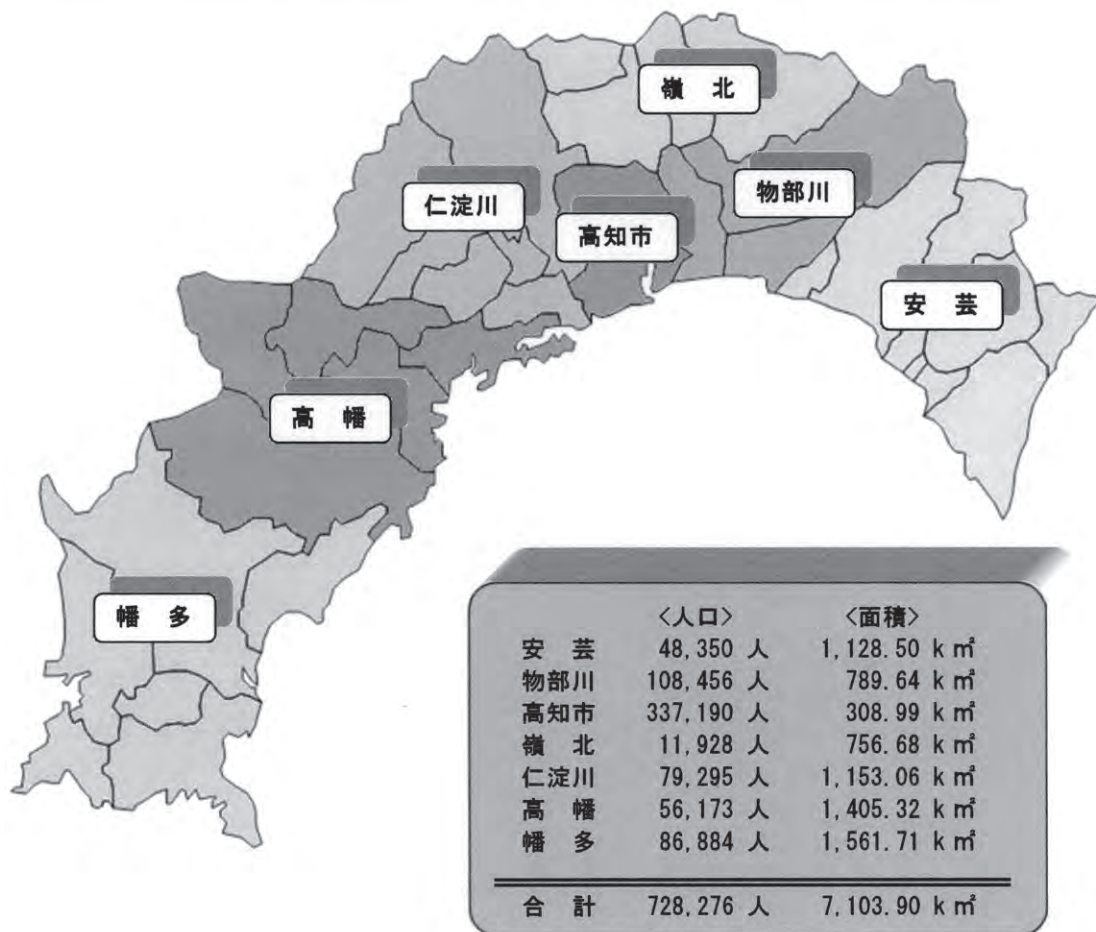 嶺 北
物部川
仁淀川
高知市
安 芸
高 幡
幡 多
<人口> <面積>
安 芸 48,350 人 1,128.50 k㎡
物部川 108,456 人 789.64 k㎡
高知市 337,190 人 308.99 k㎡
嶺 北 11,928 人 756.68 k㎡
仁淀川 79,295 人 1,153.06 k㎡
高 幡 56,173 人 1,405.32 k㎡
幡 多 86,884 人 1,561.71 k㎡
合 計 728,276 人 7,103.90 k㎡